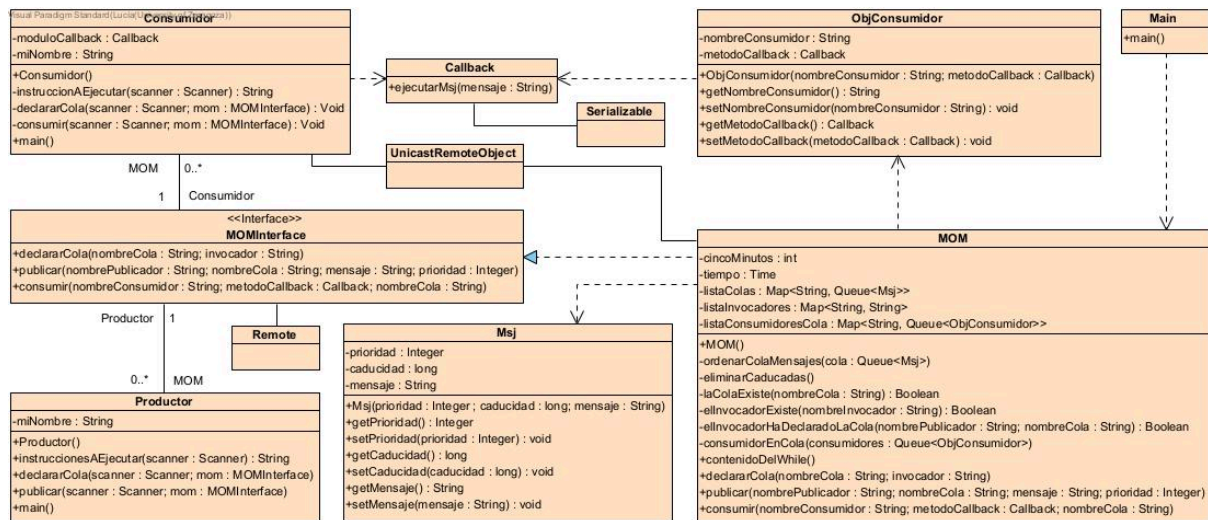 Visual Paradigm Standard(Lucia(University of Zaragoza))
Consumidor
-moduloCallback : Callback
-miNombre : String
+Consumidor()
-instruccionAEjecutar(scanner : Scanner) : String
-declararCola(scanner : Scanner; mom : MOMInterface) : Void
-consumir(scanner : Scanner; mom : MOMInterface) : Void
+main()
Callback
+ejecutarMsj(mensaje : String)
Serializable
UnicastRemoteObject
ObjConsumidor
-nombreConsumidor : String
-metodoCallback : Callback
+ObjConsumidor(nombreConsumidor : String; metodoCallback : Callback)
+getNombreConsumidor() : String
+setNombreConsumidor(nombreConsumidor : String) : void
+getMetodoCallback() : Callback
+setMetodoCallback(metodoCallback : Callback) : void
Main
+main()
MOM
0..*
1
Consumidor
<<Interface>>
MOMInterface
+declararCola(nombreCola : String; invocador : String)
+publicar(nombrePublicador : String; nombreCola : String; mensaje : String; prioridad : Integer)
+consumir(nombreConsumidor : String; metodoCallback : Callback; nombreCola : String)
Productor
1
0..*
MOM
Remote
Productor
-miNombre : String
+Productor()
+instruccionesAEjecutar(scanner : Scanner) : String
+declararCola(scanner : Scanner; mom : MOMInterface)
+publicar(scanner : Scanner; mom : MOMInterface)
+main()
Msj
-prioridad : Integer
-caducidad : long
-mensaje : String
+Msj(prioridad : Integer ; caducidad : long; mensaje : String)
+getPrioridad() : Integer
+setPrioridad(prioridad : Integer) : void
+getCaducidad() : long
+setCaducidad(caducidad : long) : void
+getMensaje() : String
+setMensaje(mensaje : String) : void
MOM
-cincoMinutos : int
-tiempo : Time
-listaColas : Map<String, Queue<Msj>>
-listaInvocadores : Map<String, String>
-listaConsumidoresCola : Map<String, Queue<ObjConsumidor>>
+MOM()
-ordenarColaMensajes(cola : Queue<Msj>)
-eliminarCaducadas()
-laColaExiste(nombreCola : String) : Boolean
-elInvocadorExiste(nombreInvocador : String) : Boolean
-elInvocadorHaDeclaradoLaCola(nombrePublicador : String; nombreCola : String) : Boolean
-consumidorEnCola(consumidores : Queue<ObjConsumidor>)
+contenidoDelWhile()
+declararCola(nombreCola : String; invocador : String)
+publicar(nombrePublicador : String; nombreCola : String; mensaje : String; prioridad : Integer)
+consumir(nombreConsumidor : String; metodoCallback : Callback; nombreCola : String)